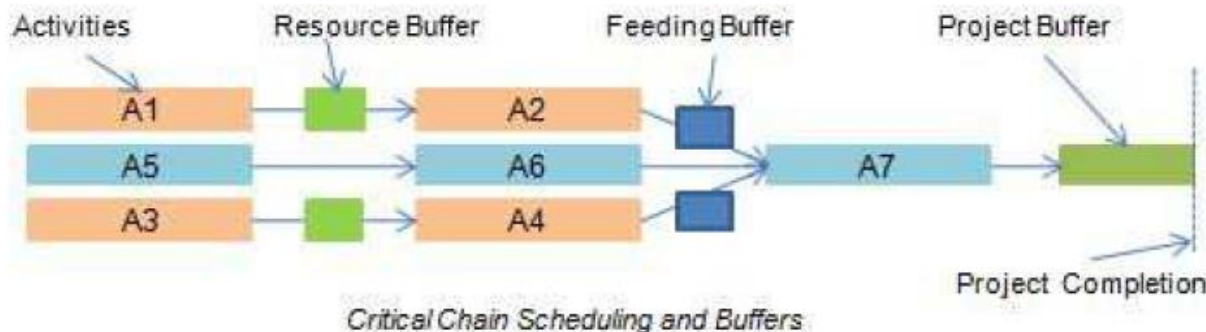 Activities
Resource Buffer
Feeding Buffer
Project Buffer
A1
A2
A5
A6
A7
A3
A4
Project Completion
Critical Chain Scheduling and Buffers